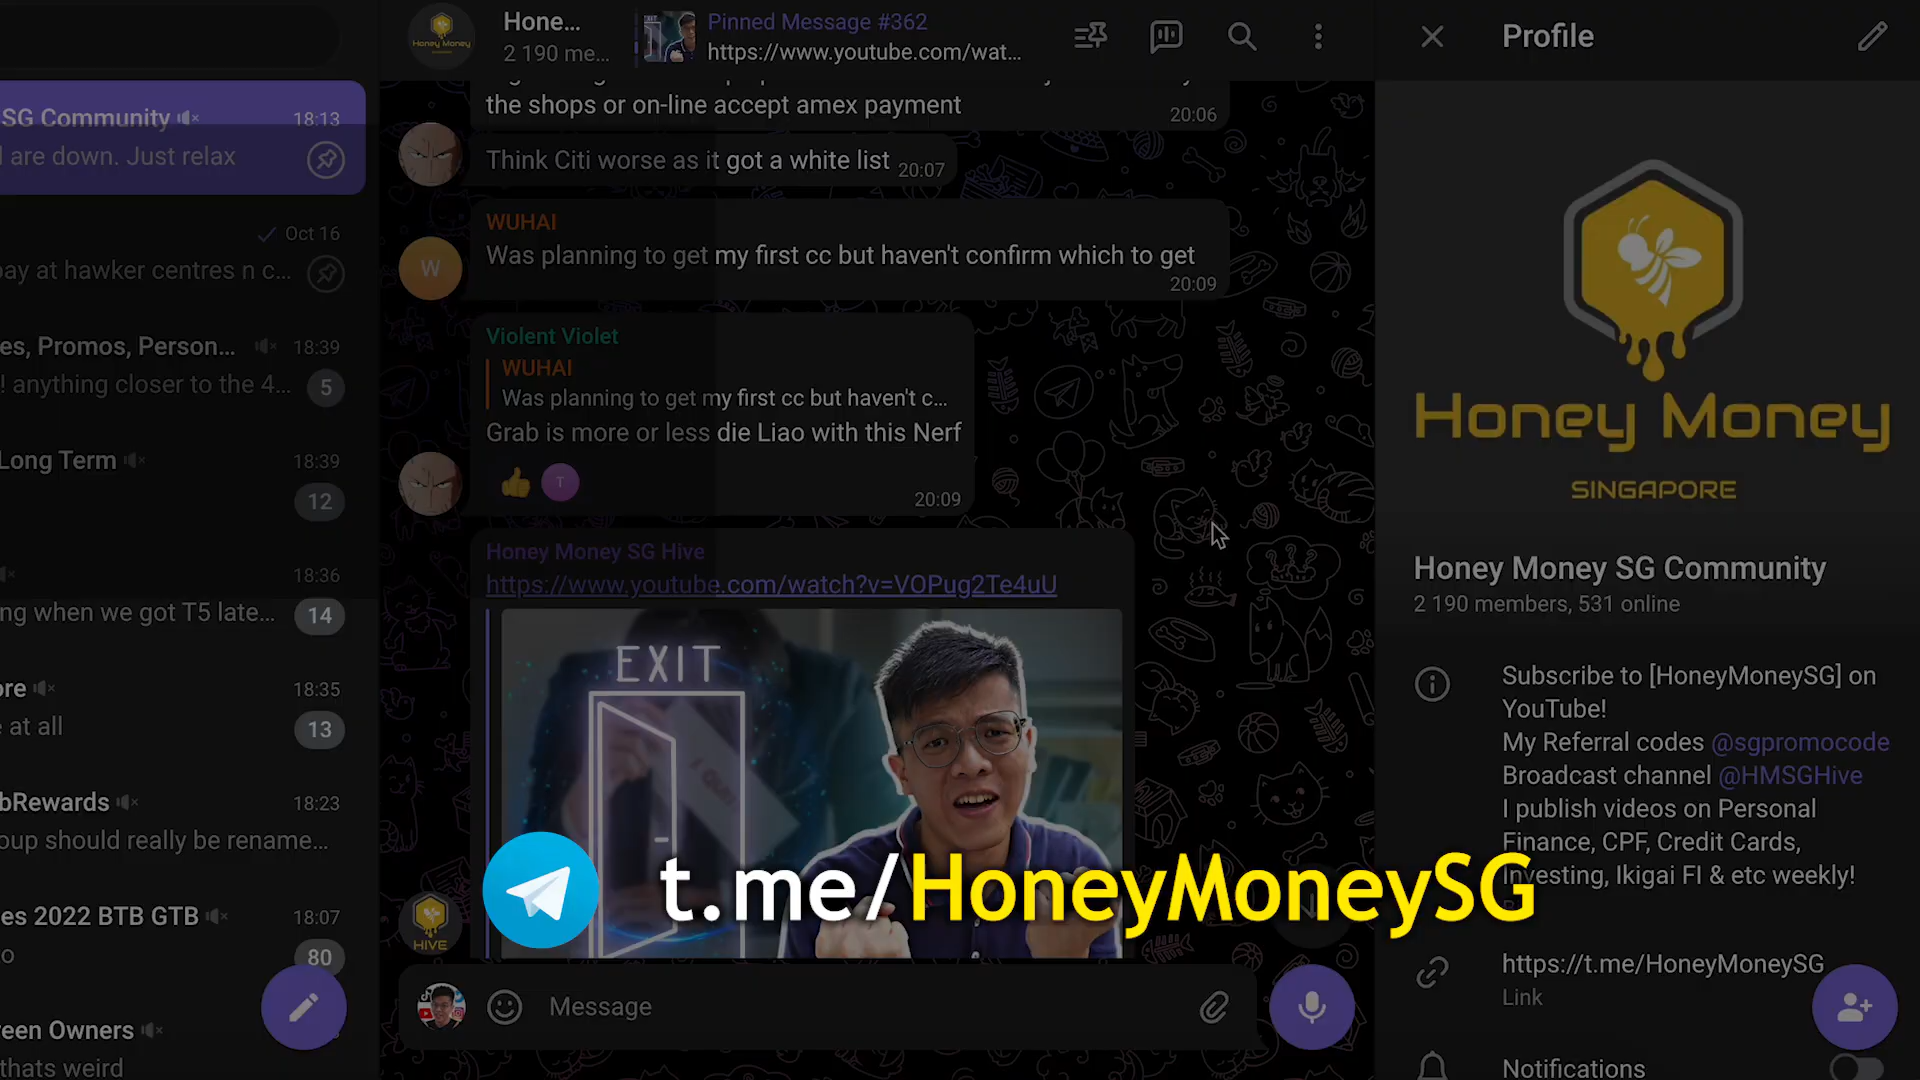 SG Community
18:13
l are down. Just relax
Oct 16
pay at hawker centres n c...
es, Promos, Person...
18:39
! anything closer to the 4...
5
Long Term
18:39
12
18:36
ng when we got T5 late...
14
ore
18:35
e at all
13
bRewards
18:23
oup should really be rename...
es 2022 BTB GTB
18:07
o
80
reen Owners
thats weird
Honey Money
Hone...
2 190 me...
Pinned Message #362
https://www.youtube.com/wat...
the shops or on-line accept amex payment
20:06
Think Citi worse as it got a white list
20:07
W
WUHAI
Was planning to get my first cc but haven't confirm which to get
20:09
Violent Violet
WUHAI
Was planning to get my first cc but haven't c...
Grab is more or less die Liao with this Nerf
T
20:09
Honey Money SG Hive
https://www.youtube.com/watch?v=VOPug2Te4uU
EXIT
I QUIT
HIVE
t.me/HoneyMoneySG
Message
Profile
Honey Money
SINGAPORE
Honey Money SG Community
2 190 members, 531 online
Subscribe to [HoneyMoneySG] on
YouTube!
My Referral codes @sgpromocode
Broadcast channel @HMSGHive
I publish videos on Personal
Finance, CPF, Credit Cards,
Investing, Ikigai FI & etc weekly!
https://t.me/HoneyMoneySG
Link
Notifications